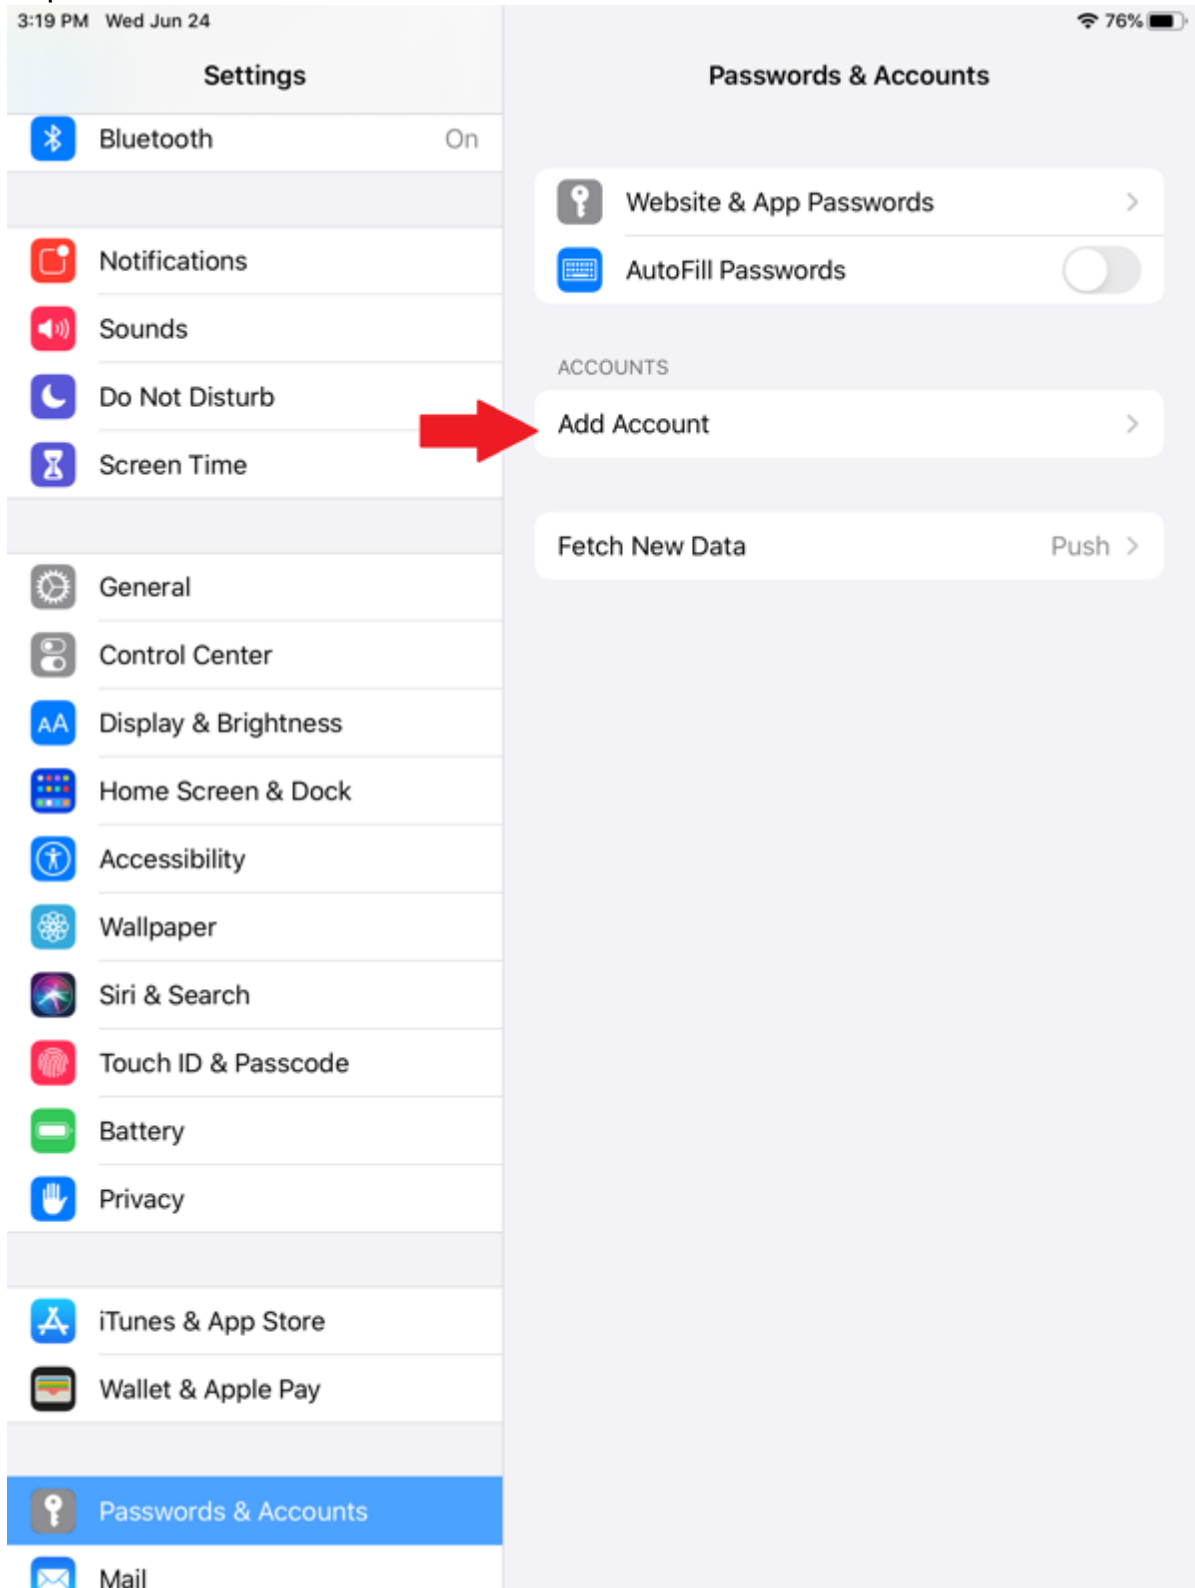 3:19 PM Wed Jun 24
76%
Settings
Bluetooth On
Notifications
Sounds
Do Not Disturb
Screen Time
General
Control Center
AA Display & Brightness
Home Screen & Dock
Accessibility
Wallpaper
Siri & Search
Touch ID & Passcode
Battery
Privacy
iTunes & App Store
Wallet & Apple Pay
Passwords & Accounts
Mail
Passwords & Accounts
Website & App Passwords
AutoFill Passwords
ACCOUNTS
Add Account
Fetch New Data Push